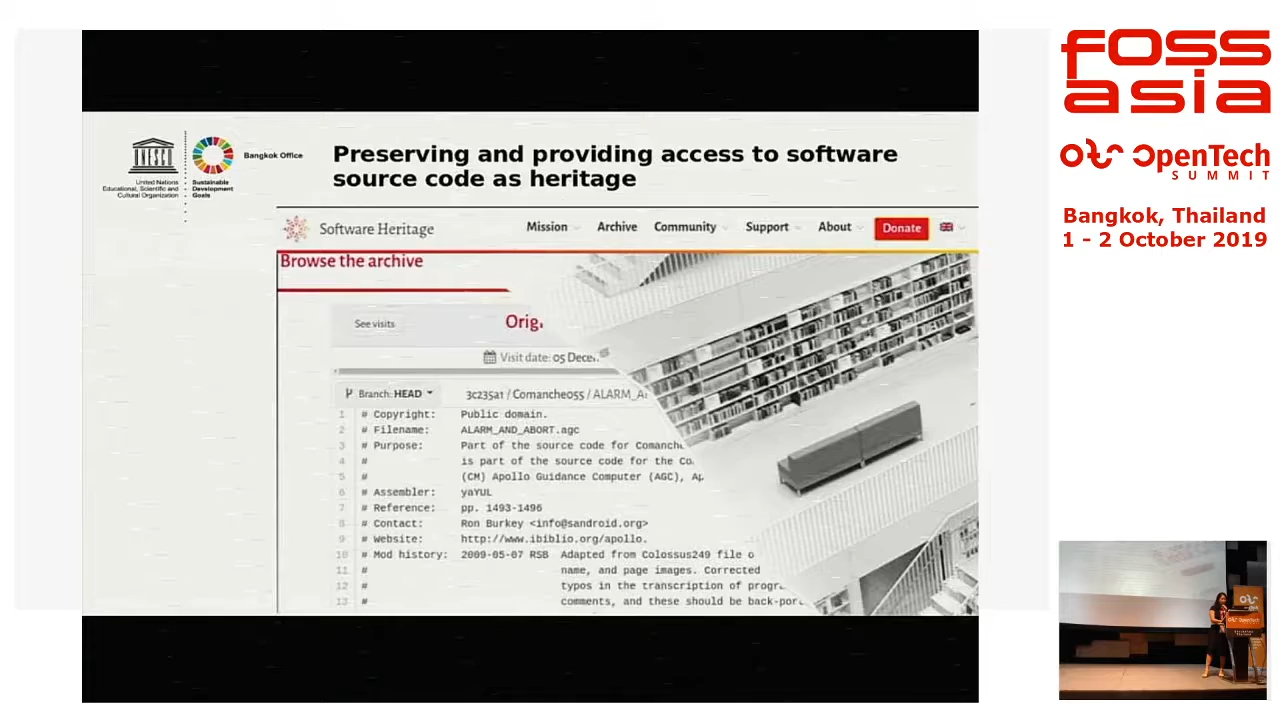 foss
asia
OpenTech
SUMMIT
Bangkok, Thailand
1 - 2 October 2019
UNESCO
United Nations
Educational, Scientific and
Cultural Organization
Sustainable
Development
Goals
Bangkok Office
Preserving and providing access to software
source code as heritage
Software Heritage
Mission
Archive
Community
Support
About
Donate
Browse the archive
See visits
Orig
Visit date: 05 Decem
Branch: HEAD
3c235a1 / Comanche055 / ALARM_A
1 # Copyright: Public domain.
2 # Filename: ALARM_AND_ABORT.agc
3 # Purpose: Part of the source code for Comanche
4 # is part of the source code for the Co
5 # (CM) Apollo Guidance Computer (AGC), Ap
6 # Assembler: yaYUL
7 # Reference: pp. 1493-1496
8 # Contact: Ron Burkey <info@sandroid.org>
9 # Website: http://www.ibiblio.org/apollo.
10 # Mod history: 2009-05-07 RSB Adapted from Colossus249 file o
11 # name, and page images. Corrected
12 # typos in the transcription of progr
13 # comments, and these should be back-port